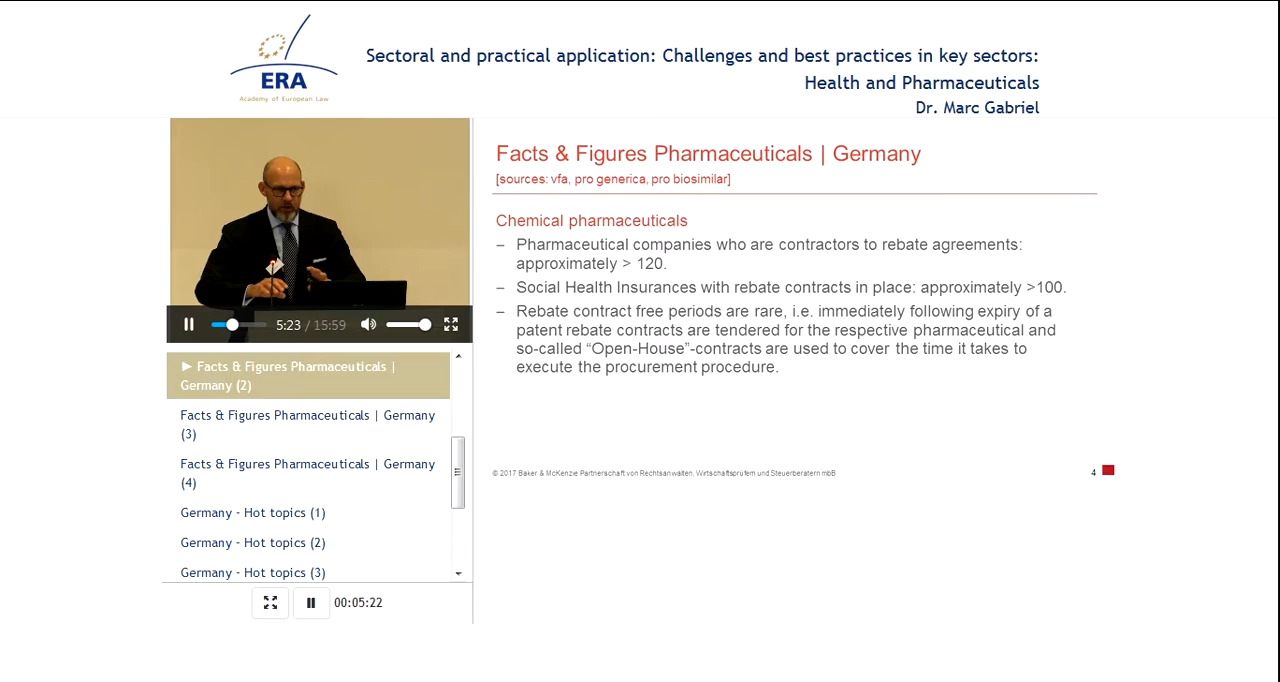 ERA
Academy of European Law
Sectoral and practical application: Challenges and best practices in key sectors:
Health and Pharmaceuticals
Dr. Marc Gabriel
5:23 / 15:59
► Facts & Figures Pharmaceuticals |
Germany (2)
Facts & Figures Pharmaceuticals | Germany
(3)
Facts & Figures Pharmaceuticals | Germany
(4)
Germany - Hot topics (1)
Germany - Hot topics (2)
Germany - Hot topics (3)
00:05:22
Facts & Figures Pharmaceuticals | Germany
[sources: vfa, pro generica, pro biosimilar]
Chemical pharmaceuticals
– Pharmaceutical companies who are contractors to rebate agreements:
approximately > 120.
– Social Health Insurances with rebate contracts in place: approximately >100.
– Rebate contract free periods are rare, i.e. immediately following expiry of a
patent rebate contracts are tendered for the respective pharmaceutical and
so-called “Open-House”-contracts are used to cover the time it takes to
execute the procurement procedure.
© 2017 Baker & McKenzie Partnerschaft von Rechtsanwälten, Wirtschaftsprüfern und Steuerberatern mbB
4